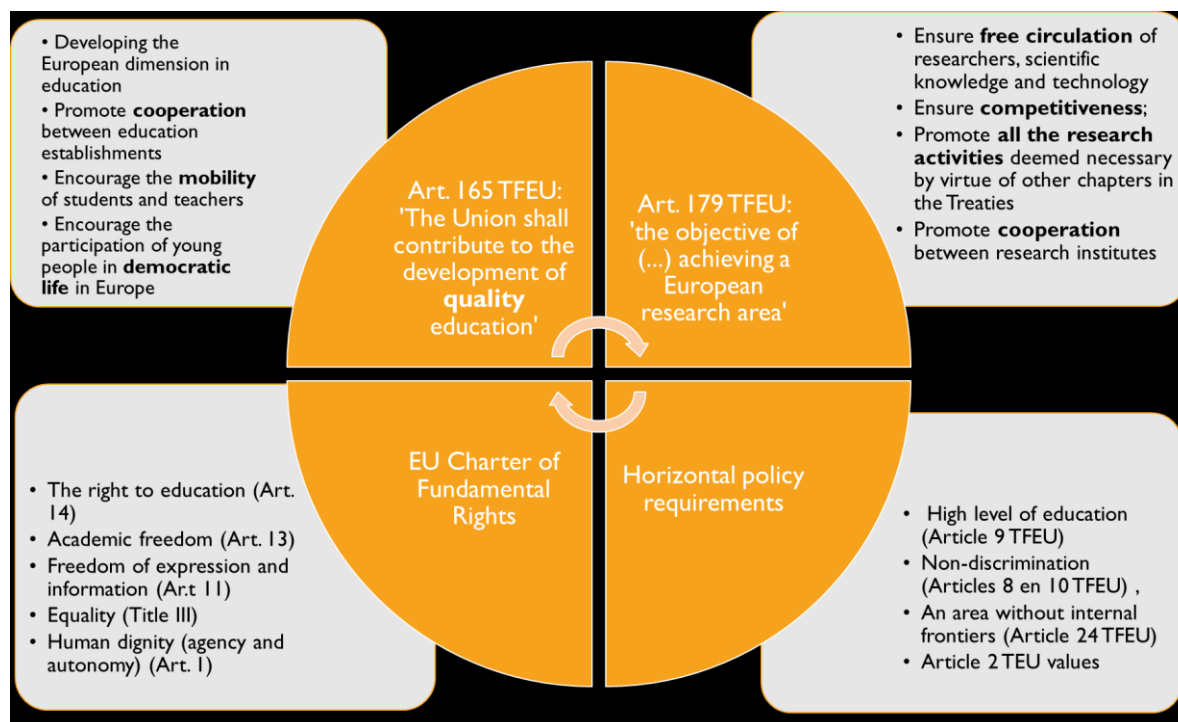 • Developing the
European dimension in
education
• Promote cooperation
between education
establishments
• Encourage the mobility
of students and teachers
• Encourage the
participation of young
people in democratic
life in Europe
Art. 165 TFEU:
'The Union shall
contribute to the
development of
quality
education'
Art. 179 TFEU:
'the objective of
(...) achieving a
European
research area'
• Ensure free circulation of
researchers, scientific
knowledge and technology
• Ensure competitiveness;
• Promote all the research
activities deemed necessary
by virtue of other chapters in
the Treaties
• Promote cooperation
between research institutes
• The right to education (Art.
14)
• Academic freedom (Art. 13)
• Freedom of expression and
information (Ar.t 11)
• Equality (Title III)
• Human dignity (agency and
autonomy) (Art. 1)
EU Charter of
Fundamental
Rights
Horizontal policy
requirements
• High level of education
(Article 9 TFEU)
• Non-discrimination
(Articles 8 en 10 TFEU) ,
• An area without internal
frontiers (Article 24 TFEU)
• Article 2 TEU values